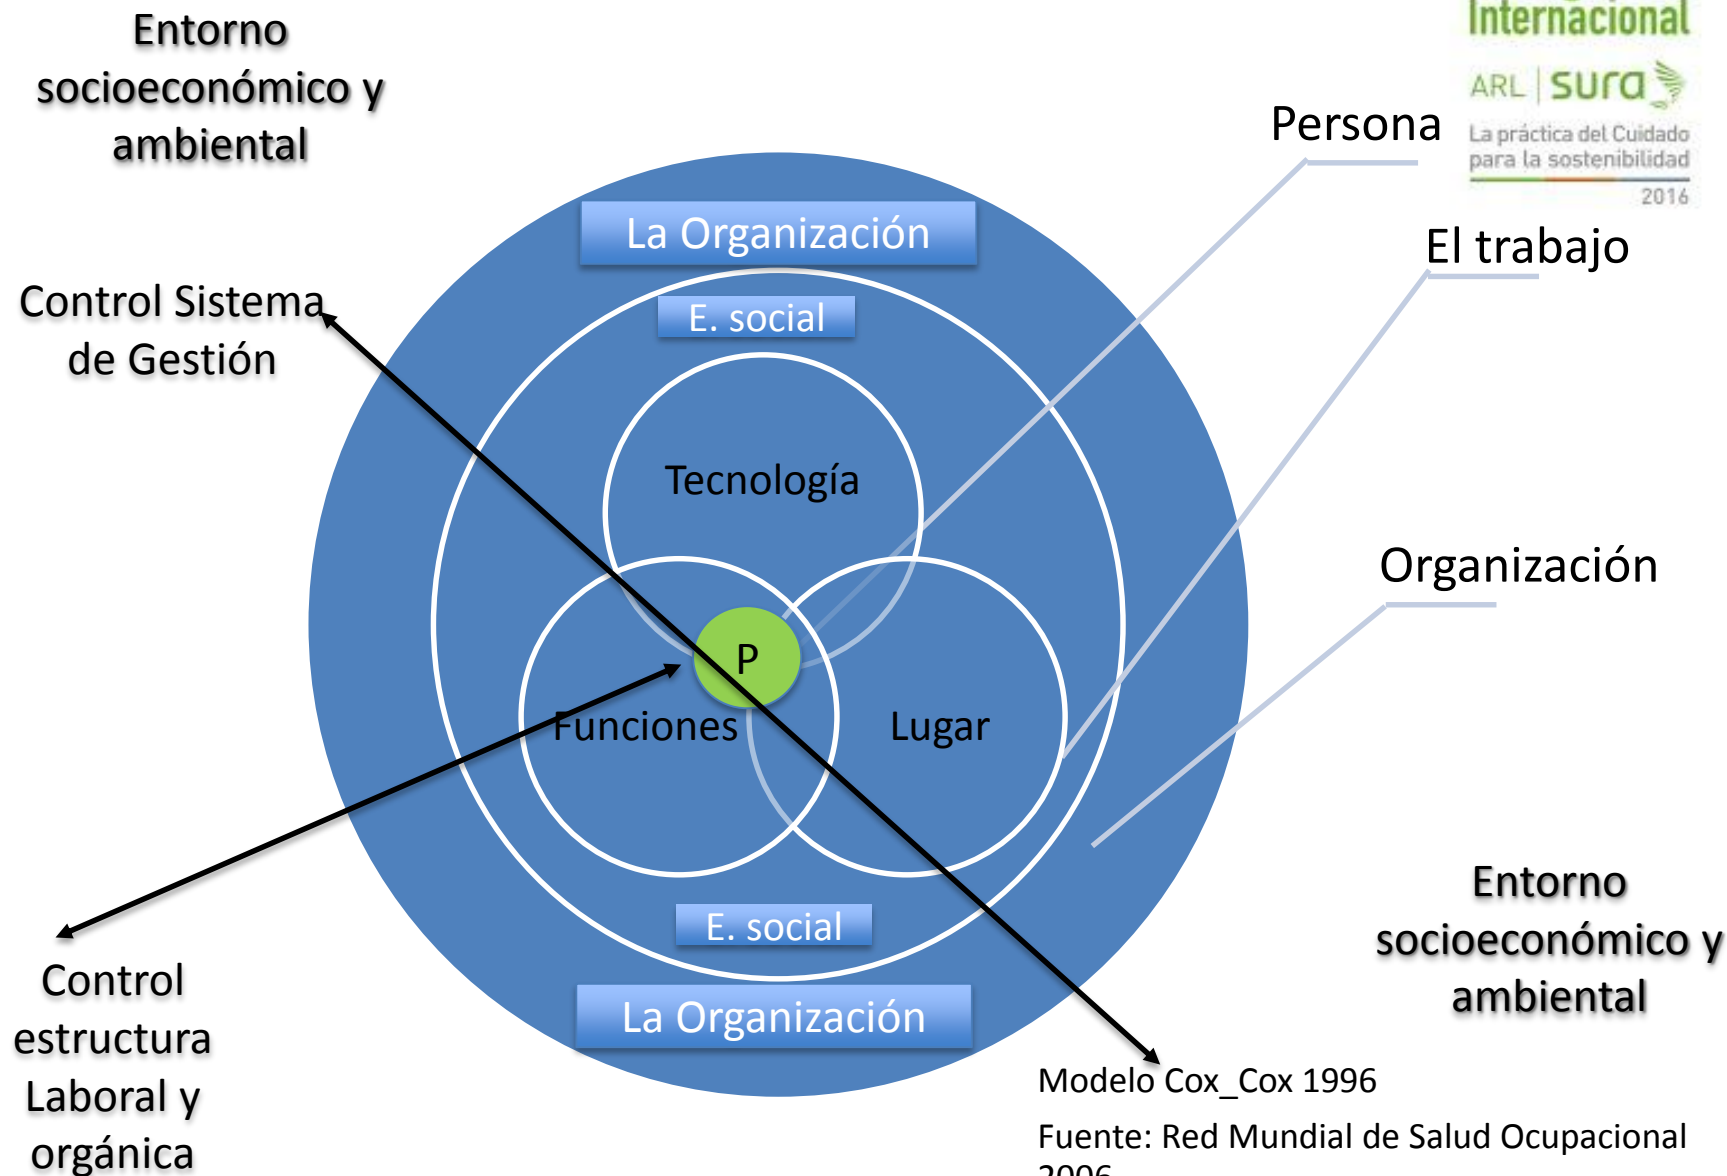 Entorno
socioeconómico y
ambiental
Internacional
ARL | sura
La práctica del Cuidado
para la sostenibilidad
2016
Persona
El trabajo
La Organización
E. social
Control Sistema
de Gestión
Tecnología
Organización
P
Funciones
Lugar
E. social
La Organización
Entorno
socioeconómico y
ambiental
Control
estructura
Laboral y
orgánica
Modelo Cox_Cox 1996
Fuente: Red Mundial de Salud Ocupacional
2006